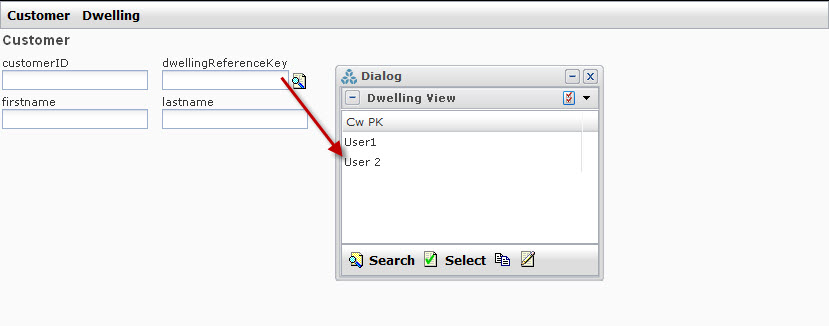 Customer Dwelling
Customer
customerID dwellingReferenceKey
firstname lastname
Dialog
Dwelling View
Cw PK
User1
User 2
Search Select